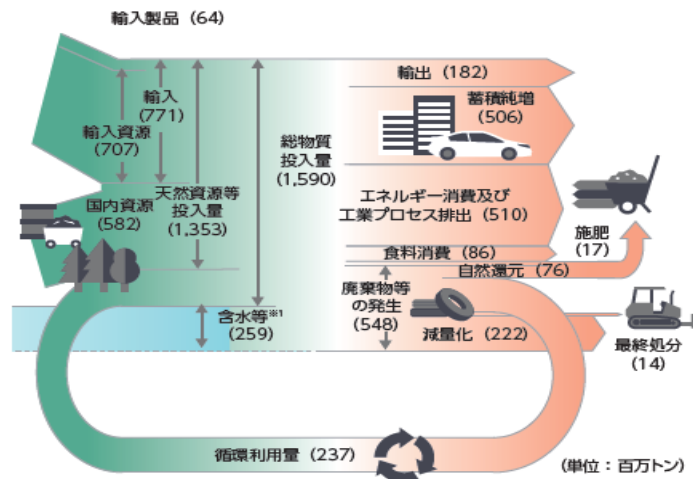 輸入製品 (64)
輸入
(771)
輸入資源
(707)
国内資源
(582)
天然資源等
投入量
(1,353)
総物質
投入量
(1,590)
含水等※1
(259)
輸出 (182)
蓄積純増
(506)
エネルギー消費及び
工業プロセス排出 (510)
食料消費 (86)
自然還元 (76)
施肥
(17)
廃棄物等
の発生
(548)
減量化 (222)
最終処分
(14)
循環利用量 (237)
(単位:百万トン)